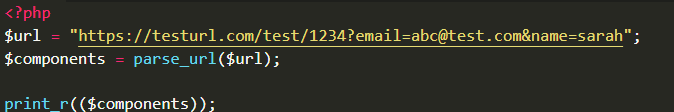 <?php
$url = "https://testurl.com/test/1234?email=abc@test.com&name=sarah";
$components = parse_url($url);
print_r(($components));